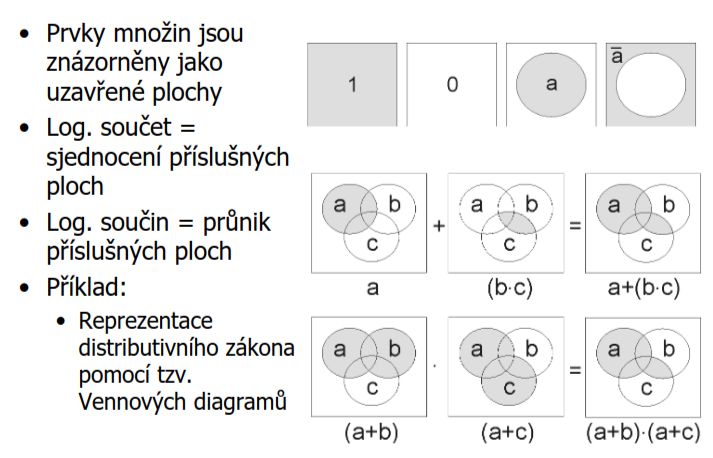 • Prvky množin jsou
znázorněny jako
uzavřené plochy
• Log. součet =
sjednocení příslušných
ploch
• Log. součin = průnik
příslušných ploch
• Příklad:
• Reprezentace
distributivního zákona
pomocí tzv.
Vennových diagramů
1 0 a a̅
a b c + a b c = a b c
a (b·c) a+(b·c)
a b c · a b c = a b c
(a+b) (a+c) (a+b)·(a+c)